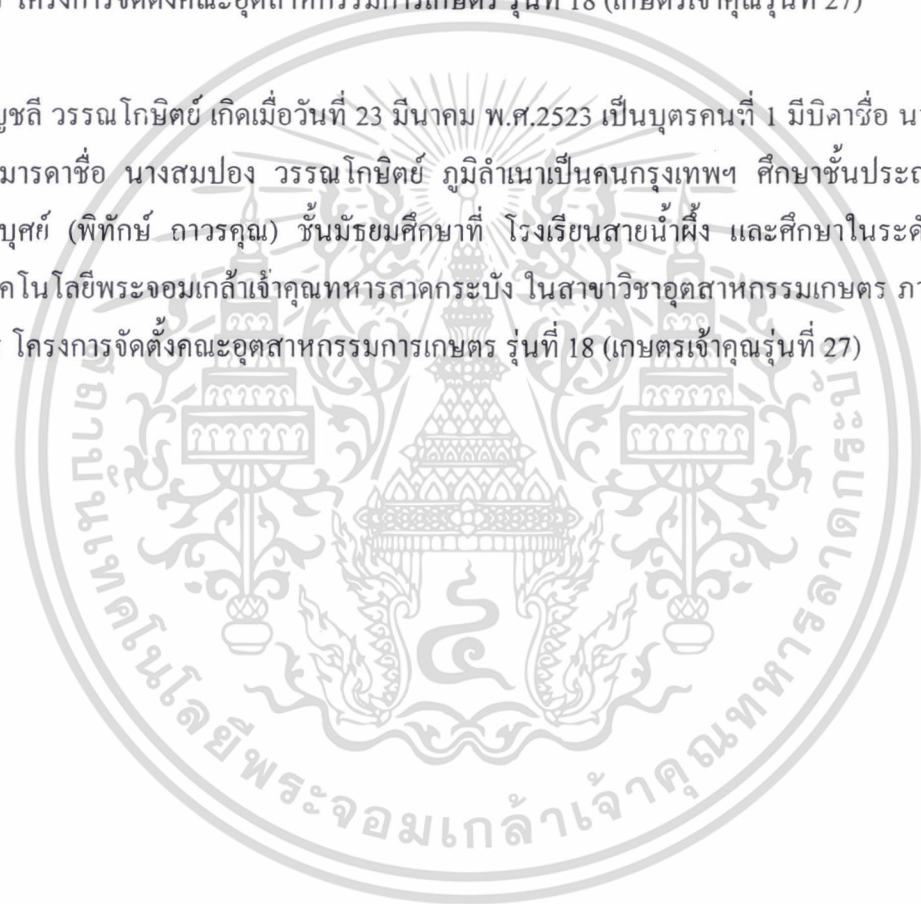 โครงการจัดตั้งคณะอุตสาหกรรมการเกษตร รุ่นที่ 18 (เกษตรเจ้าคุณรุ่นที่ 27)
ญชลี วรรณโกษิตย์ เกิดเมื่อวันที่ 23 มีนาคม พ.ศ.2523 เป็นบุตรคนที่ 1 มีบิดาชื่อ นา
มารดาชื่อ นางสมปอง วรรณโกษิตย์ ภูมิลำเนาเป็นคนกรุงเทพฯ ศึกษาชั้นประถ
บุศย์ (พิทักษ์ ถาวรคุณ) ชั้นมัธยมศึกษาที่ โรงเรียนสายน้ำผึ้ง และศึกษาในระดั
คโนโลยีพระจอมเกล้าเจ้าคุณทหารลาดกระบัง ในสาขาวิชาอุตสาหกรรมเกษตร ภา
ร โครงการจัดตั้งคณะอุตสาหกรรมการเกษตร รุ่นที่ 18 (เกษตรเจ้าคุณรุ่นที่ 27)
สถาบันเทคโนโลยีพระจอมเกล้าเจ้าคุณทหารลาดกระบัง